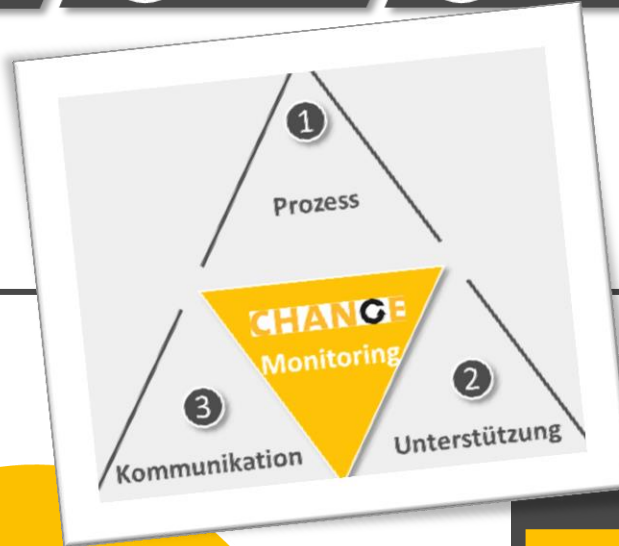 1
Prozess
CHANGE
Monitoring
3
2
Kommunikation
Unterstützung